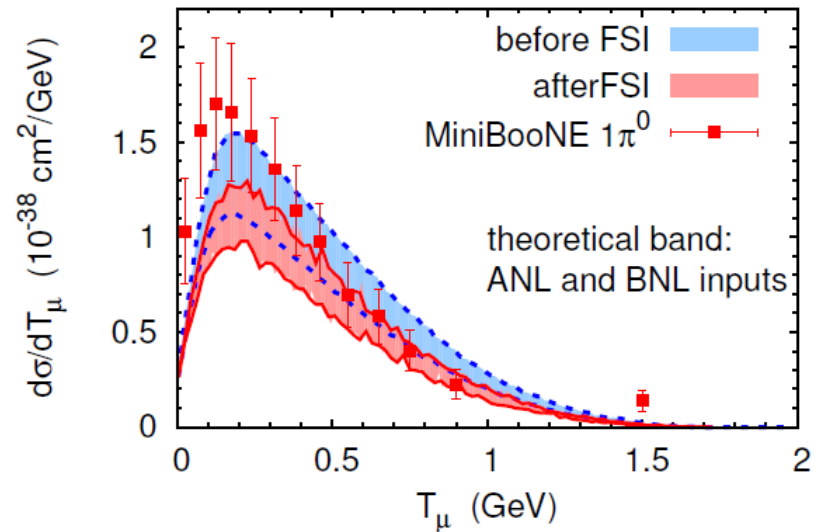 before FSI
afterFSI
MiniBooNE 1π⁰
theoretical band:
ANL and BNL inputs
dσ/dTμ (10⁻³⁸ cm²/GeV)
2
1.5
1
0.5
0
0 0.5 1 1.5 2
Tμ (GeV)